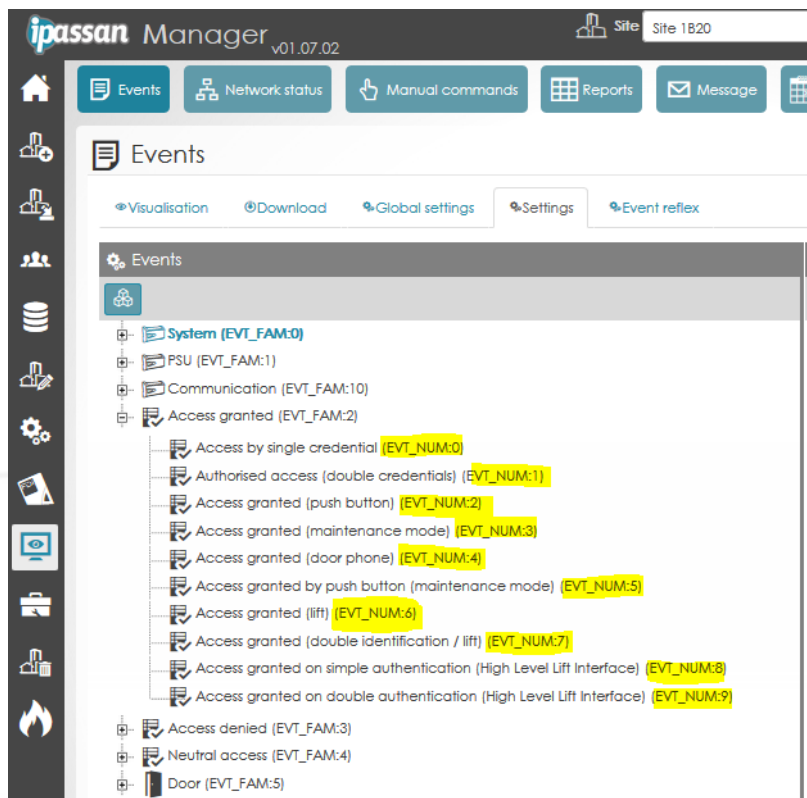 ipassan Manager v01.07.02 Site Site 1B20
Events Network status Manual commands Reports Message
Events
Visualisation Download Global settings Settings Event reflex
Events
System (EVT_FAM:0)
PSU (EVT_FAM:1)
Communication (EVT_FAM:10)
Access granted (EVT_FAM:2)
Access by single credential (EVT_NUM:0)
Authorised access (double credentials) (EVT_NUM:1)
Access granted (push button) (EVT_NUM:2)
Access granted (maintenance mode) (EVT_NUM:3)
Access granted (door phone) (EVT_NUM:4)
Access granted by push button (maintenance mode) (EVT_NUM:5)
Access granted (lift) (EVT_NUM:6)
Access granted (double identification / lift) (EVT_NUM:7)
Access granted on simple authentication (High Level Lift Interface) (EVT_NUM:8)
Access granted on double authentication (High Level Lift Interface) (EVT_NUM:9)
Access denied (EVT_FAM:3)
Neutral access (EVT_FAM:4)
Door (EVT_FAM:5)